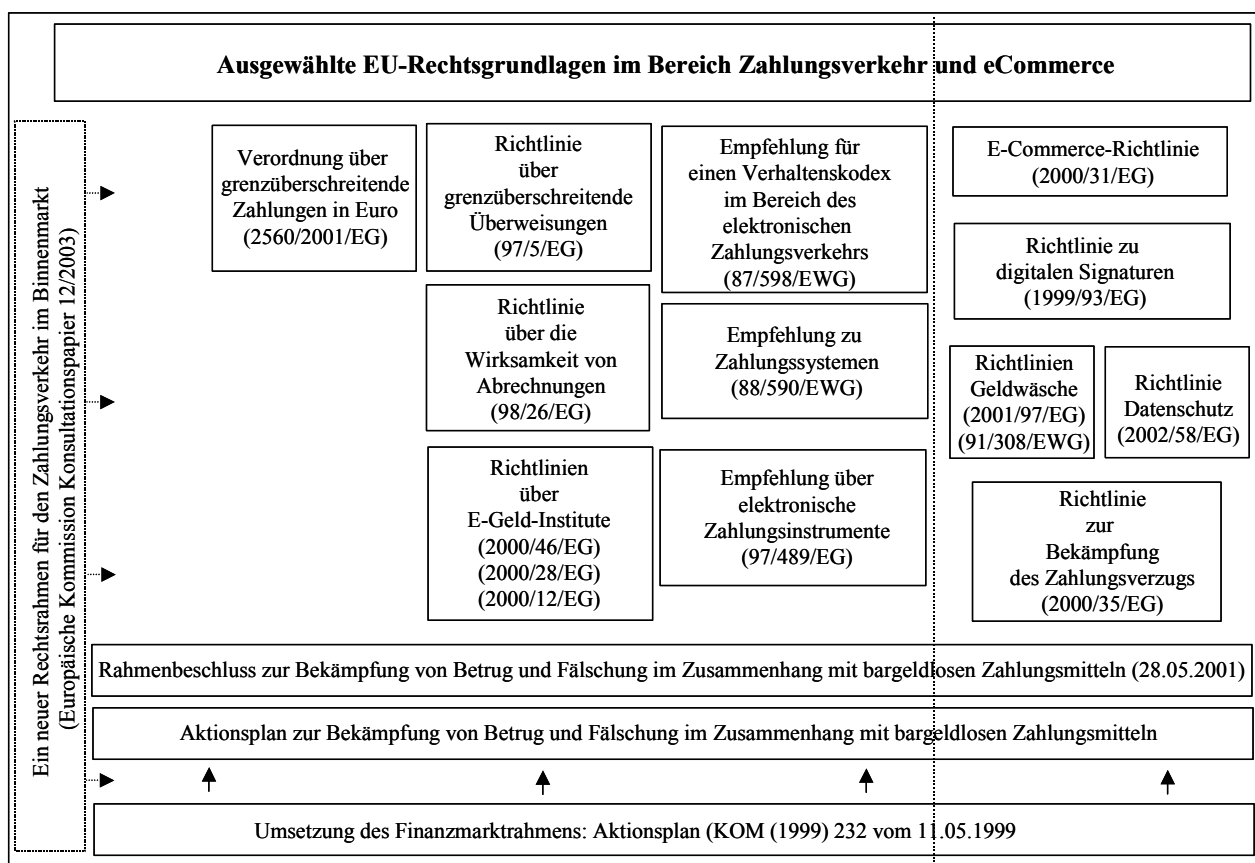 Ausgewählte EU-Rechtsgrundlagen im Bereich Zahlungsverkehr und eCommerce
Ein neuer Rechtsrahmen für den Zahlungsverkehr im Binnenmarkt
(Europäische Kommission Konsultationspapier 12/2003)
Verordnung über
grenzüberschreitende
Zahlungen in Euro
(2560/2001/EG)
Richtlinie
über
grenzüberschreitende
Überweisungen
(97/5/EG)
Richtlinie
über die
Wirksamkeit von
Abrechnungen
(98/26/EG)
Richtlinien
über
E-Geld-Institute
(2000/46/EG)
(2000/28/EG)
(2000/12/EG)
Empfehlung für
einen Verhaltenskodex
im Bereich des
elektronischen
Zahlungsverkehrs
(87/598/EWG)
Empfehlung zu
Zahlungssystemen
(88/590/EWG)
Empfehlung über
elektronische
Zahlungsinstrumente
(97/489/EG)
E-Commerce-Richtlinie
(2000/31/EG)
Richtlinie zu
digitalen Signaturen
(1999/93/EG)
Richtlinien
Geldwäsche
(2001/97/EG)
(91/308/EWG)
Richtlinie
Datenschutz
(2002/58/EG)
Richtlinie
zur
Bekämpfung
des Zahlungsverzugs
(2000/35/EG)
Rahmenbeschluss zur Bekämpfung von Betrug und Fälschung im Zusammenhang mit bargeldlosen Zahlungsmitteln (28.05.2001)
Aktionsplan zur Bekämpfung von Betrug und Fälschung im Zusammenhang mit bargeldlosen Zahlungsmitteln
Umsetzung des Finanzmarktrahmens: Aktionsplan (KOM (1999) 232 vom 11.05.1999